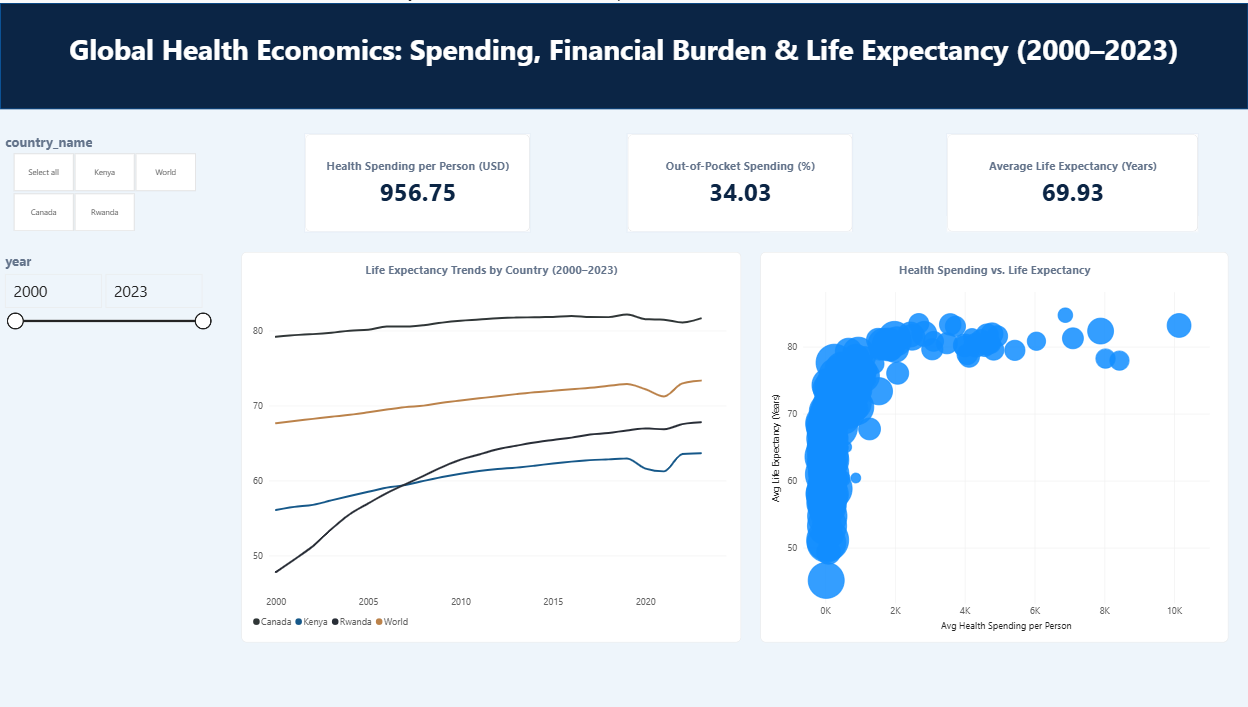 Global Health Economics: Spending, Financial Burden & Life Expectancy (2000–2023)
country_name
Select all
Kenya
World
Canada
Rwanda
Health Spending per Person (USD)
956.75
Out-of-Pocket Spending (%)
34.03
Average Life Expectancy (Years)
69.93
year
2000
2023
Life Expectancy Trends by Country (2000–2023)
80
70
60
50
2000
2005
2010
2015
2020
Canada
Kenya
Rwanda
World
Health Spending vs. Life Expectancy
Avg Life Expectancy (Years)
80
70
60
50
0K
2K
4K
6K
8K
10K
Avg Health Spending per Person